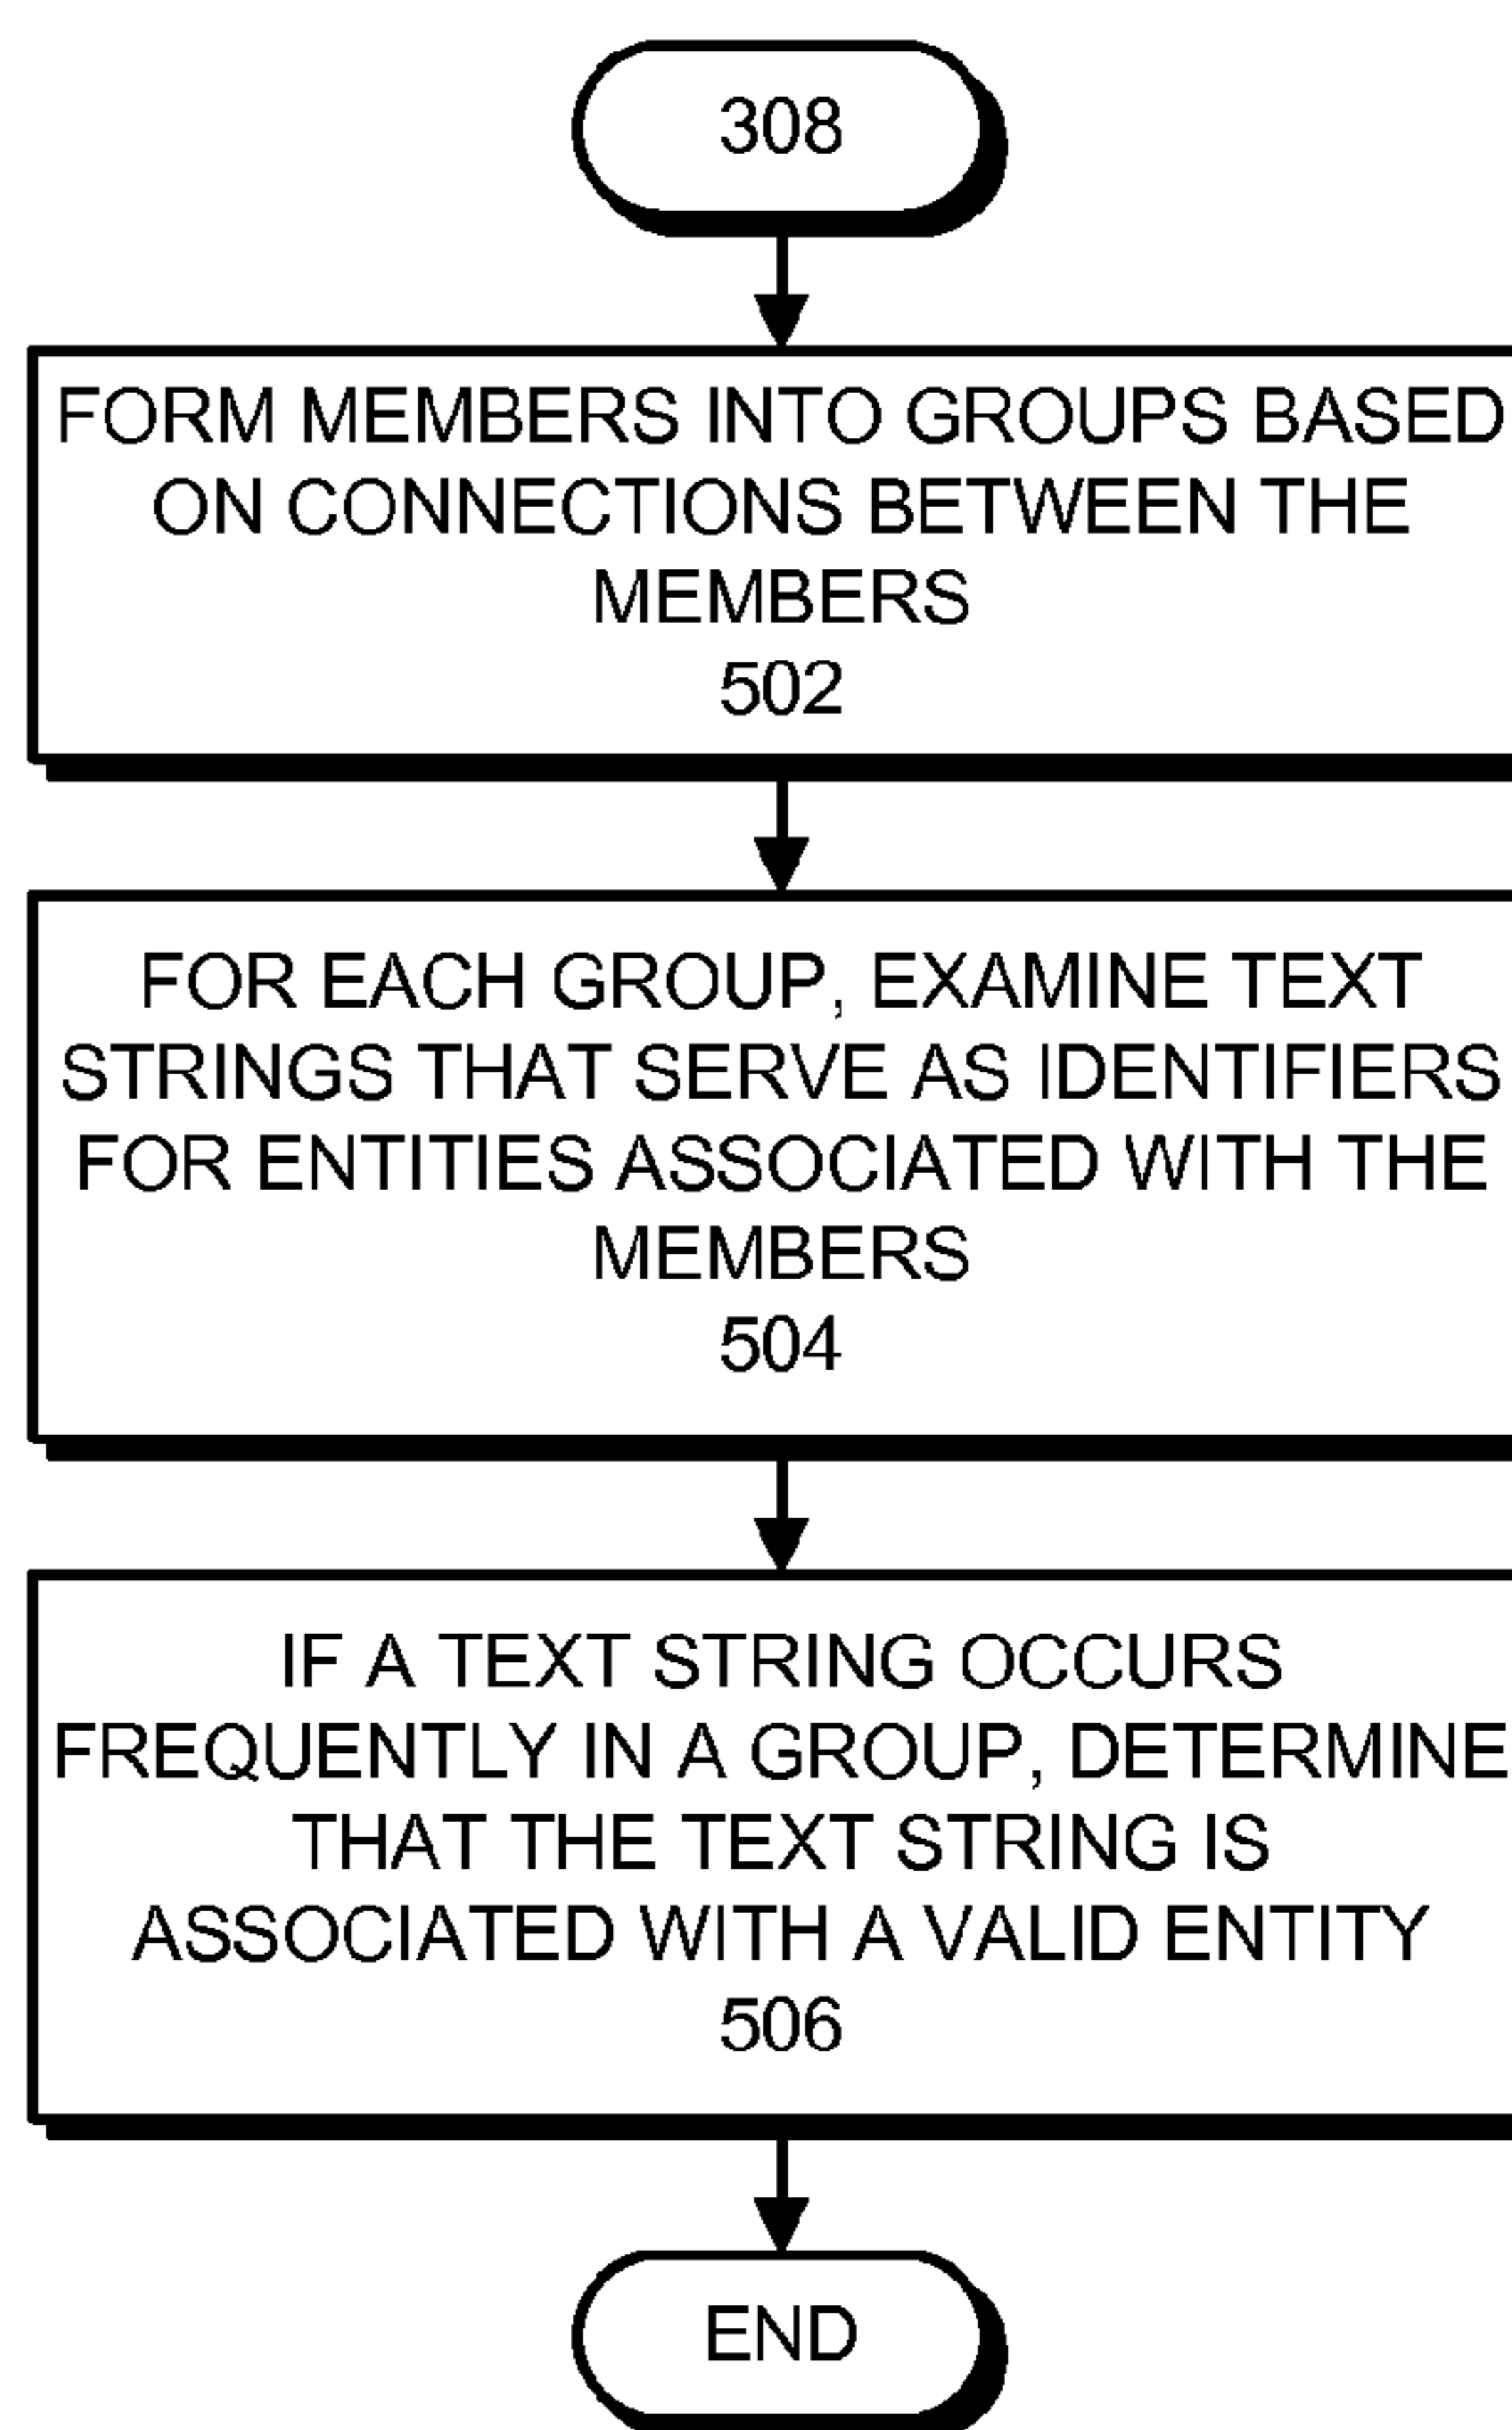 308
FORM MEMBERS INTO GROUPS BASED
ON CONNECTIONS BETWEEN THE
MEMBERS
502
FOR EACH GROUP, EXAMINE TEXT
STRINGS THAT SERVE AS IDENTIFIERS
FOR ENTITIES ASSOCIATED WITH THE
MEMBERS
504
IF A TEXT STRING OCCURS
FREQUENTLY IN A GROUP, DETERMINE
THAT THE TEXT STRING IS
ASSOCIATED WITH A VALID ENTITY
506
END